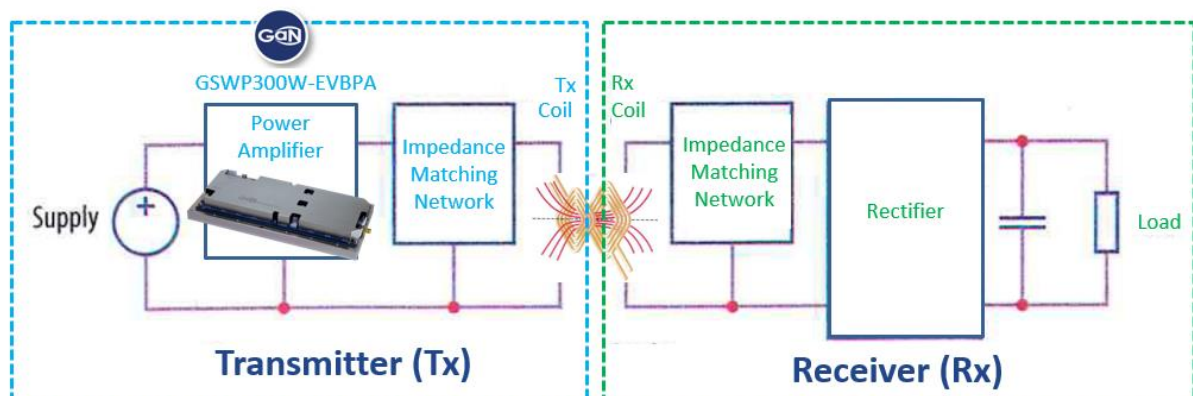 GaN
GSWP300W-EVBPA
Power
Amplifier
Impedance
Matching
Network
Tx
Coil
Supply
+
Transmitter (Tx)
Rx
Coil
Impedance
Matching
Network
Rectifier
Load
Receiver (Rx)